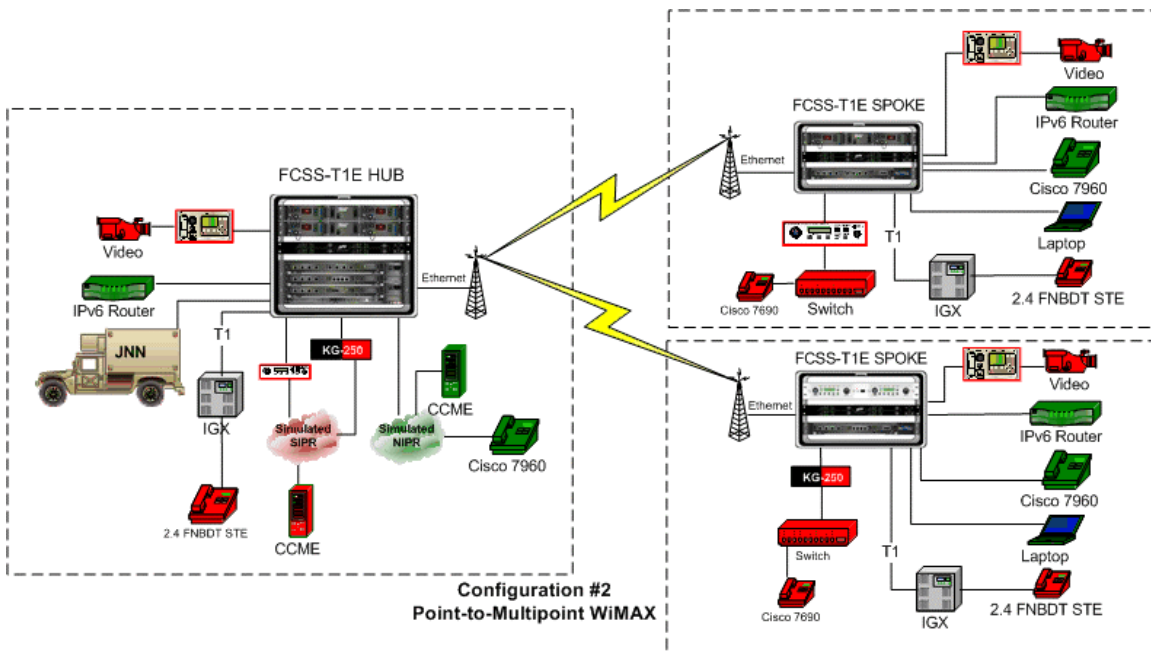 FCSS-T1E HUB
Video
IPv6 Router
JNN
T1
IGX
2.4 FNBDT STE
KG-250
Simulated
SIPR
CCME
CCME
Simulated
NIPR
Cisco 7960
Ethernet
Configuration #2
Point-to-Multipoint WiMAX
FCSS-T1E SPOKE
Ethernet
Video
IPv6 Router
Cisco 7960
Laptop
T1
Cisco 7690
Switch
IGX
2.4 FNBDT STE
FCSS-T1E SPOKE
Ethernet
Video
IPv6 Router
Cisco 7960
KG-250
Switch
Cisco 7690
T1
Laptop
IGX
2.4 FNBDT STE